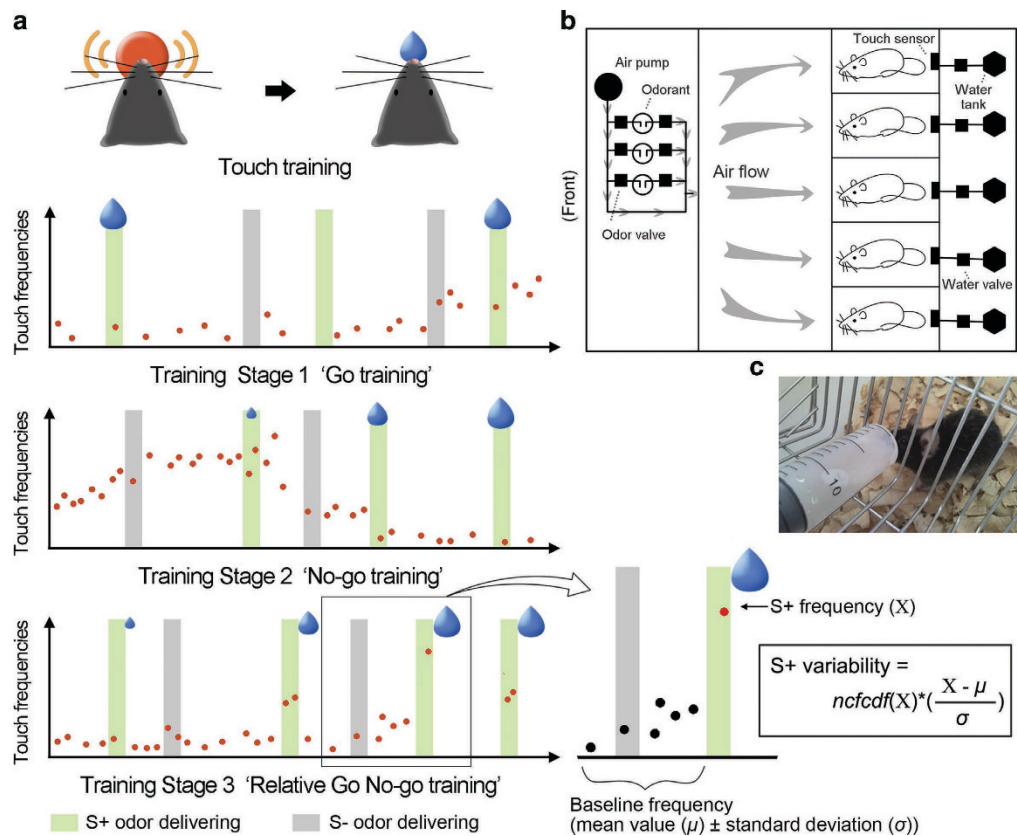 a
Touch training
Touch frequencies
Training Stage 1 'Go training'
Touch frequencies
Training Stage 2 'No-go training'
Touch frequencies
Training Stage 3 'Relative Go No-go training'
S+ odor delivering
S- odor delivering
b
(Front)
Air pump
Odorant
Odor valve
Air flow
Touch sensor
Water
tank
Water valve
c
10
S+ frequency (X)
S+ variability =
ncfcdf(X)*(X - μ
σ)
Baseline frequency
(mean value (μ) ± standard deviation (σ))